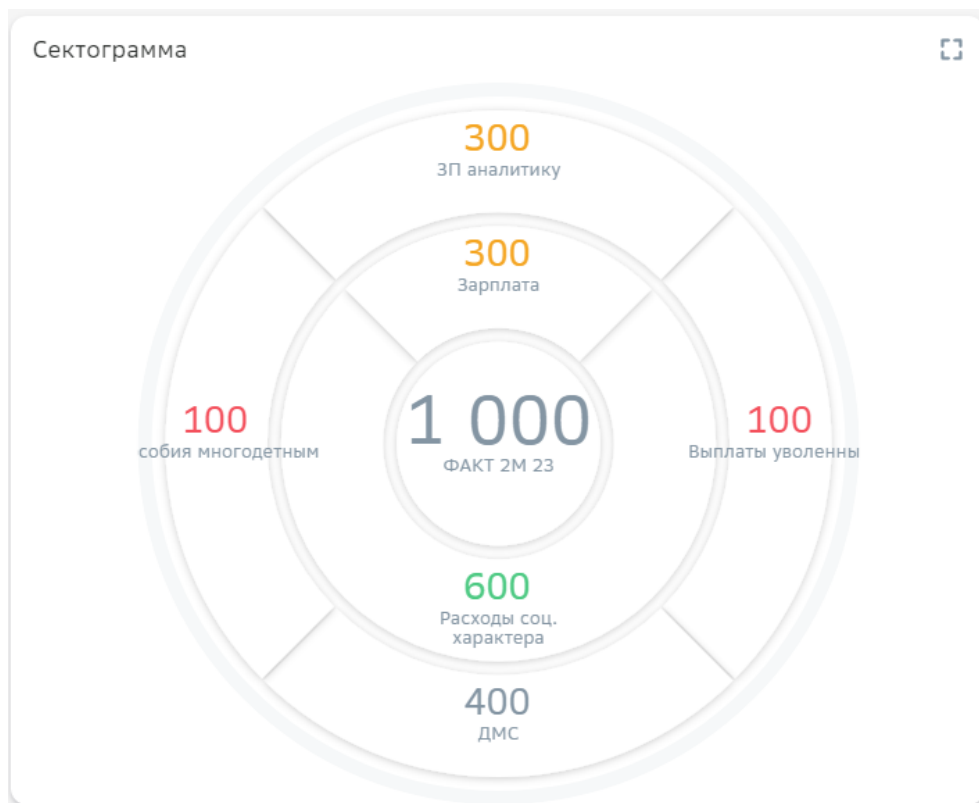 Сектограмма
300
ЗП аналитику
300
Зарплата
100
собия многодетным
1 000
ФАКТ 2М 23
100
Выплаты уволенны
600
Расходы соц.
характера
400
ДМС